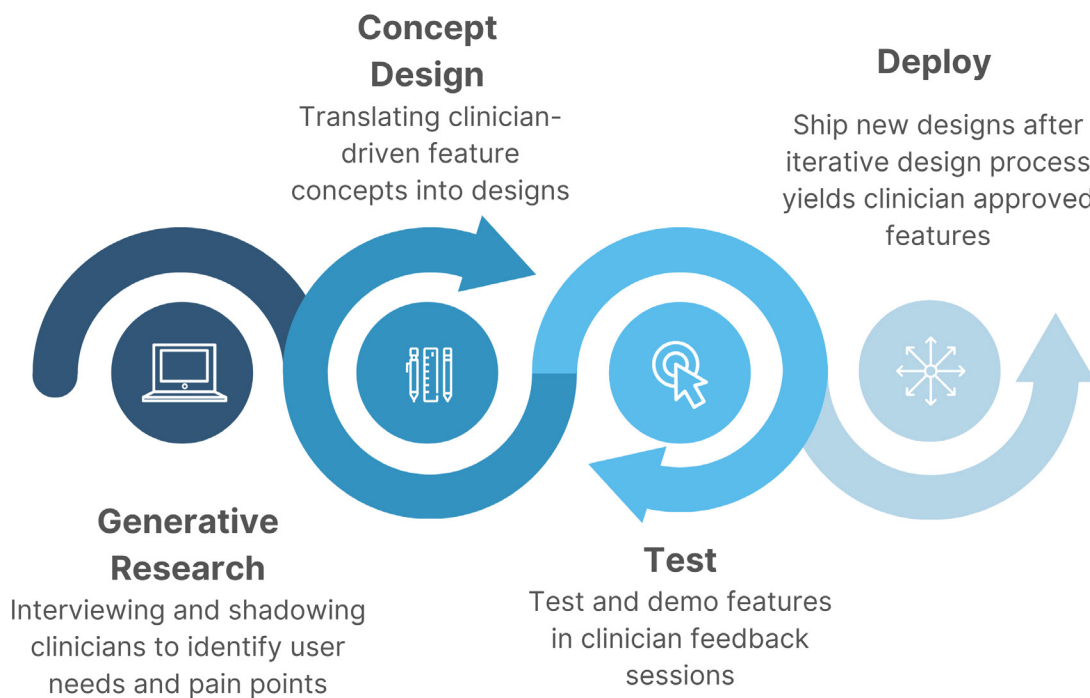 Concept
Design
Translating clinician-
driven feature
concepts into designs
Deploy
Ship new designs after
iterative design process
yields clinician approved
features
Generative
Research
Interviewing and shadowing
clinicians to identify user
needs and pain points
Test
Test and demo features
in clinician feedback
sessions